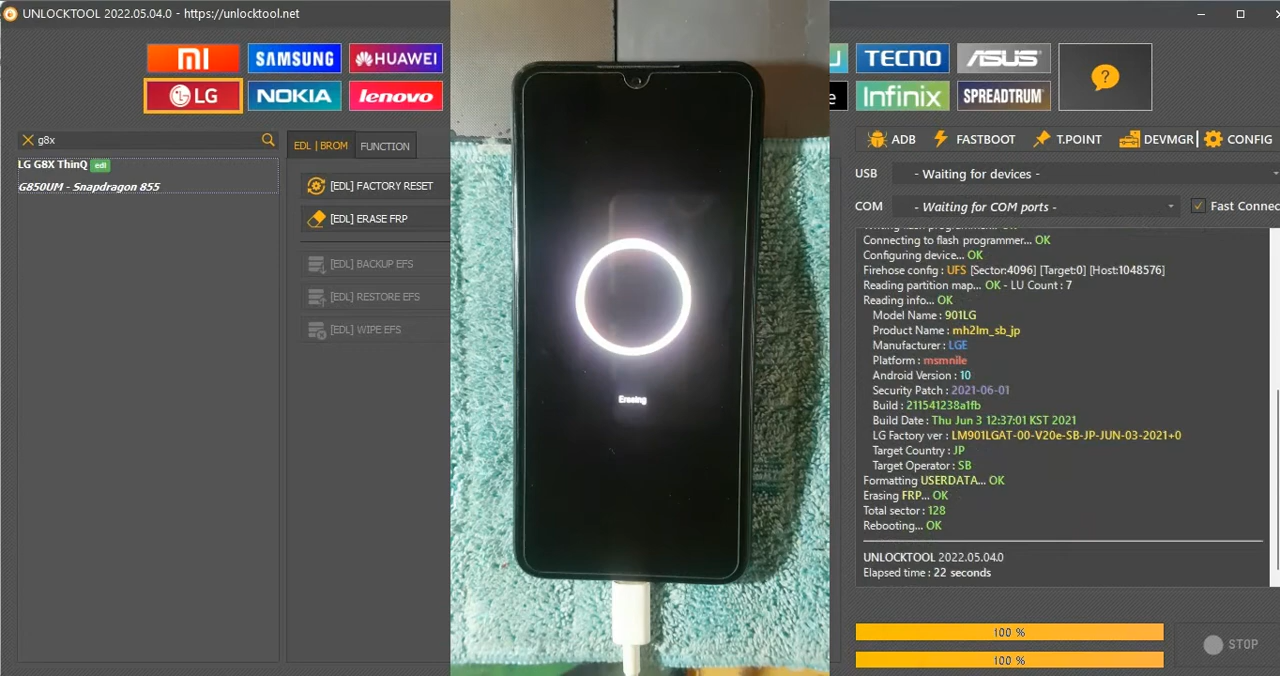 UNLOCKTOOL 2022.05.04.0 - https://unlocktool.net
SAMSUNG
HUAWEI
TECNO
ASUS
LG
NOKIA
lenovo
Infinix
SPREADTRUM
?
g8x
EDL | BROM
FUNCTION
ADB
FASTBOOT
T.POINT
DEVMGR
CONFIG
LG G8X ThinQ edl
G850UM - Snapdragon 855
[EDL] FACTORY RESET
[EDL] ERASE FRP
[EDL] BACKUP EFS
[EDL] RESTORE EFS
[EDL] WIPE EFS
Erasing
USB - Waiting for devices -
COM - Waiting for COM ports -
Fast Connec
Connecting to flash programmer... OK
Configuring device... OK
Firehose config : UFS [Sector:4096] [Target:0] [Host:1048576]
Reading partition map... OK - LU Count : 7
Reading info... OK
Model Name : 901LG
Product Name : mh2lm_sb_jp
Manufacturer : LGE
Platform : msmnile
Android Version : 10
Security Patch : 2021-06-01
Build : 211541238a1fb
Build Date : Thu Jun 3 12:37:01 KST 2021
LG Factory ver : LM901LGAT-00-V20e-SB-JP-JUN-03-2021+0
Target Country : JP
Target Operator : SB
Formatting USERDATA... OK
Erasing FRP... OK
Total sector : 128
Rebooting... OK
UNLOCKTOOL 2022.05.04.0
Elapsed time : 22 seconds
100 %
100 %
STOP